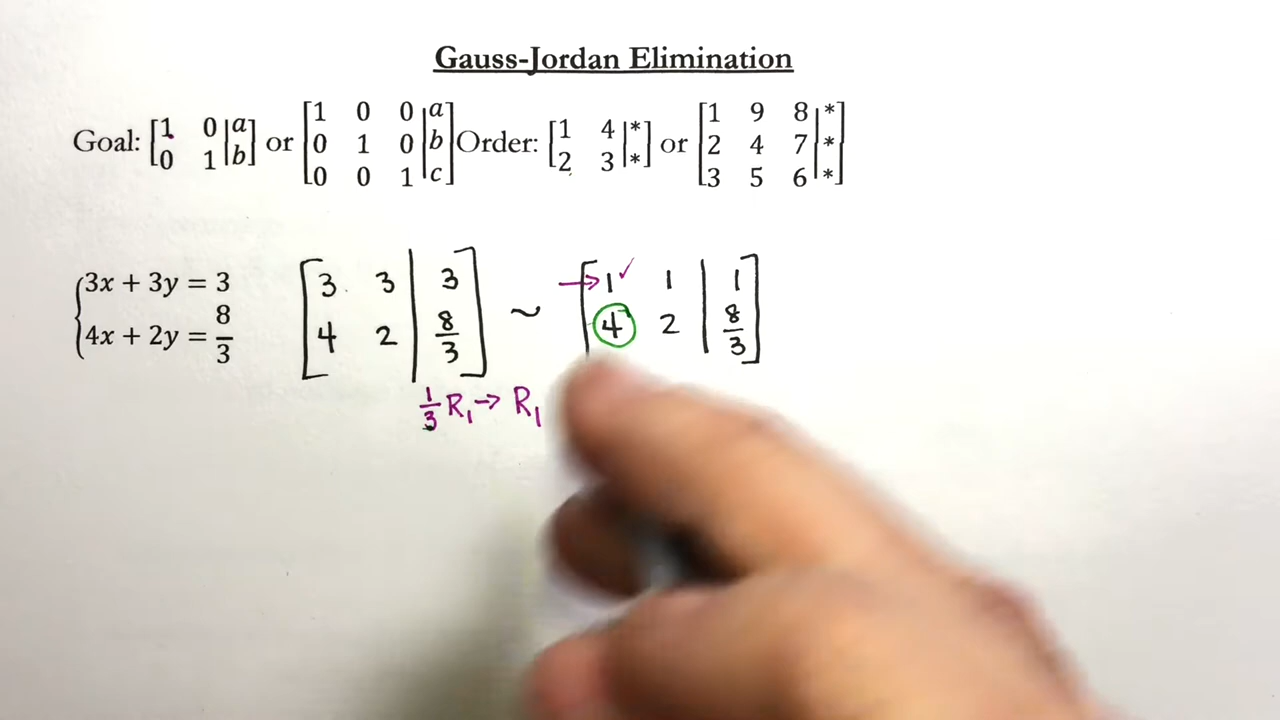 Gauss-Jordan Elimination
Goal: [1 0 | a] or [1 0 0 | a] Order: [1 4 | *] or [1 9 8 | *]
[0 1 | b] [0 1 0 | b] [2 3 | *] [2 4 7 | *]
[0 0 1 | c] [3 5 6 | *]
{3x + 3y = 3 [3 3 | 3] ~ [→ 1 ✓ 1 | 1]
{4x + 2y = 8/3 [4 2 | 8/3] [4 2 | 8/3]
1/3 R₁ → R₁